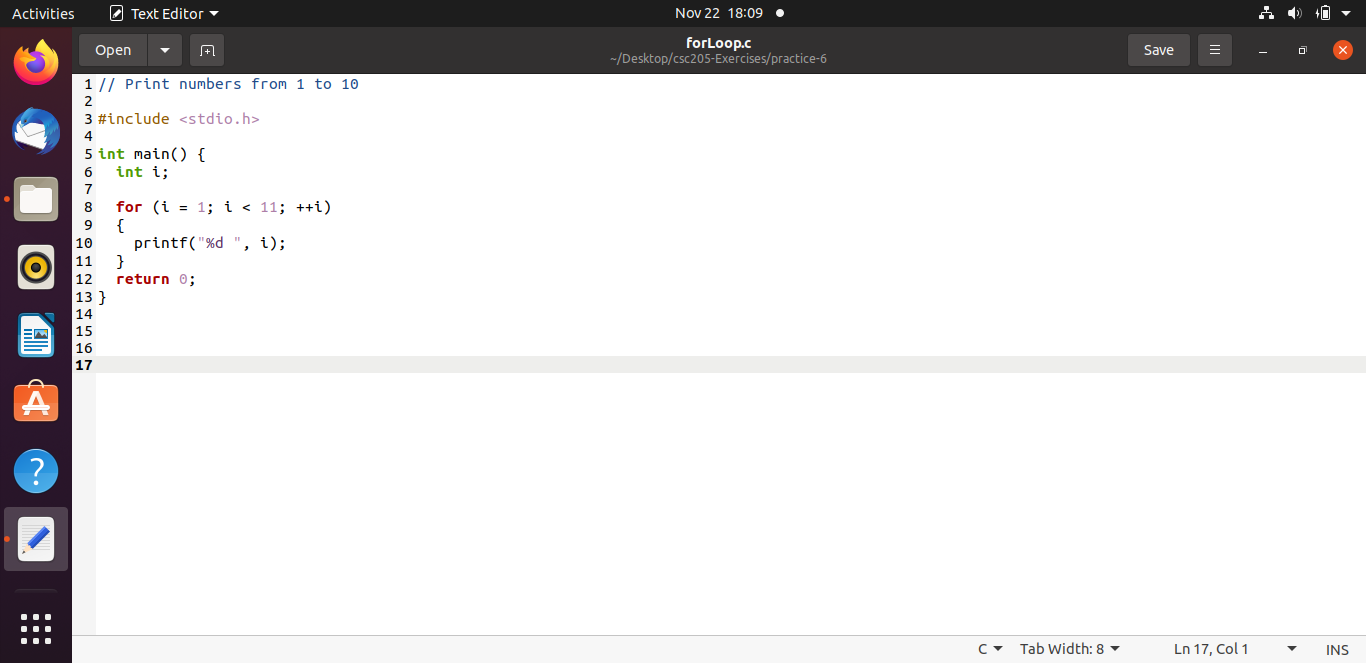 Activities Text Editor Nov 22 18:09
Open forLoop.c Save
~/Desktop/csc205-Exercises/practice-6
1 // Print numbers from 1 to 10
2
3 #include <stdio.h>
4
5 int main() {
6   int i;
7
8   for (i = 1; i < 11; ++i)
9   {
10     printf("%d ", i);
11   }
12   return 0;
13 }
14
15
16
17
C Tab Width: 8 Ln 17, Col 1 INS